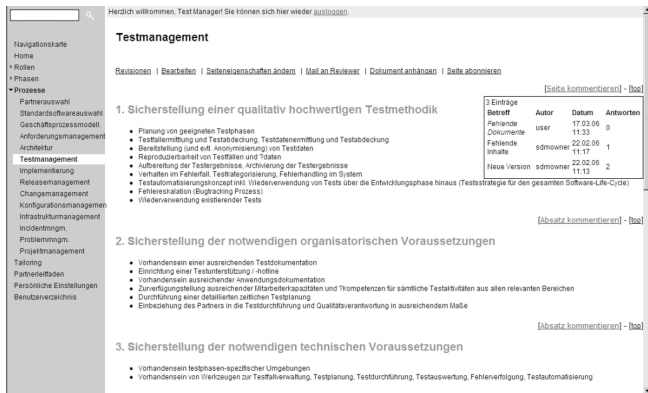 Herzlich willkommen, Test Manager! Sie können sich hier wieder ausloggen.
Navigationskarte
Home
Rollen
Phasen
Prozesse
Partnerauswahl
Standardsoftwareauswahl
Geschäftsprozessmodell.
Anforderungsmanagement
Architektur
Testmanagement
Implementierung
Releasemanagement
Changemanagement
Konfigurationsmanagemen
Infrastrukturmanagement
Incidentmngm.
Problemmngm.
Projektmanagement
Tailoring
Partnerleitfaden
Persönliche Einstellungen
Benutzerverzeichnis
Testmanagement
Revisionen | Bearbeiten | Seiteneigenschaften ändern | Mail an Reviewer | Dokument anhängen | Seite abonnieren
[Seite kommentieren] - [top]
3 Einträge
Betreff Autor Datum Antworten
Fehlende Dokumente user 17.03.06 11:33 0
Fehlende Inhalte sdmowner 22.02.06 11:17 1
Neue Version sdmowner 22.02.06 11:13 2
1. Sicherstellung einer qualitativ hochwertigen Testmethodik
• Planung von geeigneten Testphasen
• Testfallermittlung und Testabdeckung, Testdatenermittlung und Testabdeckung
• Bereitstellung (und evtl. Anonymisierung) von Testdaten
• Reproduzierbarkeit von Testfällen und ?daten
• Aufbereitung der Testergebnisse, Archivierung der Testergebnisse
• Verhalten im Fehlerfall, Testkategorisierung, Fehlerhandling im System
• Testautomatisierungskonzept inkl. Wiederverwendung von Tests über die Entwicklungsphase hinaus (Testsstrategie für den gesamten Software-Life-Cycle)
• Fehlereskalation (Bugtracking Prozess)
• Wiederverwendung existierender Tests
[Absatz kommentieren] - [top]
2. Sicherstellung der notwendigen organisatorischen Voraussetzungen
• Vorhandensein einer ausreichenden Testdokumentation
• Einrichtung einer Testunterstützung / -hotline
• Vorhandensein ausreichender Anwendungsdokumentation
• Zurverfügungstellung ausreichender Mitarbeiterkapazitäten und ?kompetenzen für sämtliche Testaktivitäten aus allen relevanten Bereichen
• Durchführung einer detaillierten zeitlichen Testplanung
• Einbeziehung des Partners in die Testdurchführung und Qualitätsverantwortung in ausreichendem Maße
[Absatz kommentieren] - [top]
3. Sicherstellung der notwendigen technischen Voraussetzungen
• Vorhandensein testphasen-spezifischer Umgebungen
• Vorhandensein von Werkzeugen zur Testfallverwaltung, Testplanung, Testdurchführung, Testauswertung, Fehlerverfolgung, Testautomatisierung